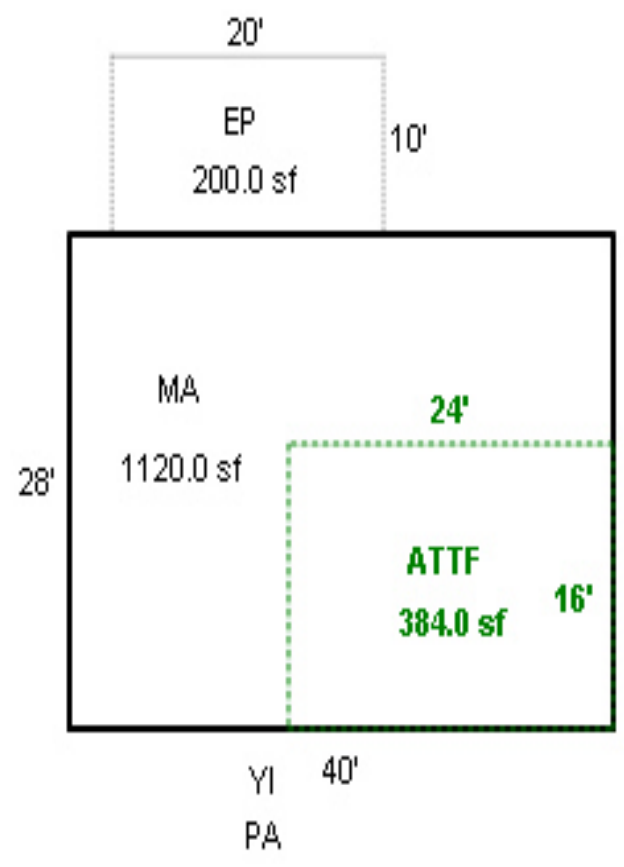 20'
EP
10'
200.0 sf
MA
24'
1120.0 sf
28'
ATTF
16'
384.0 sf
YI 40'
PA